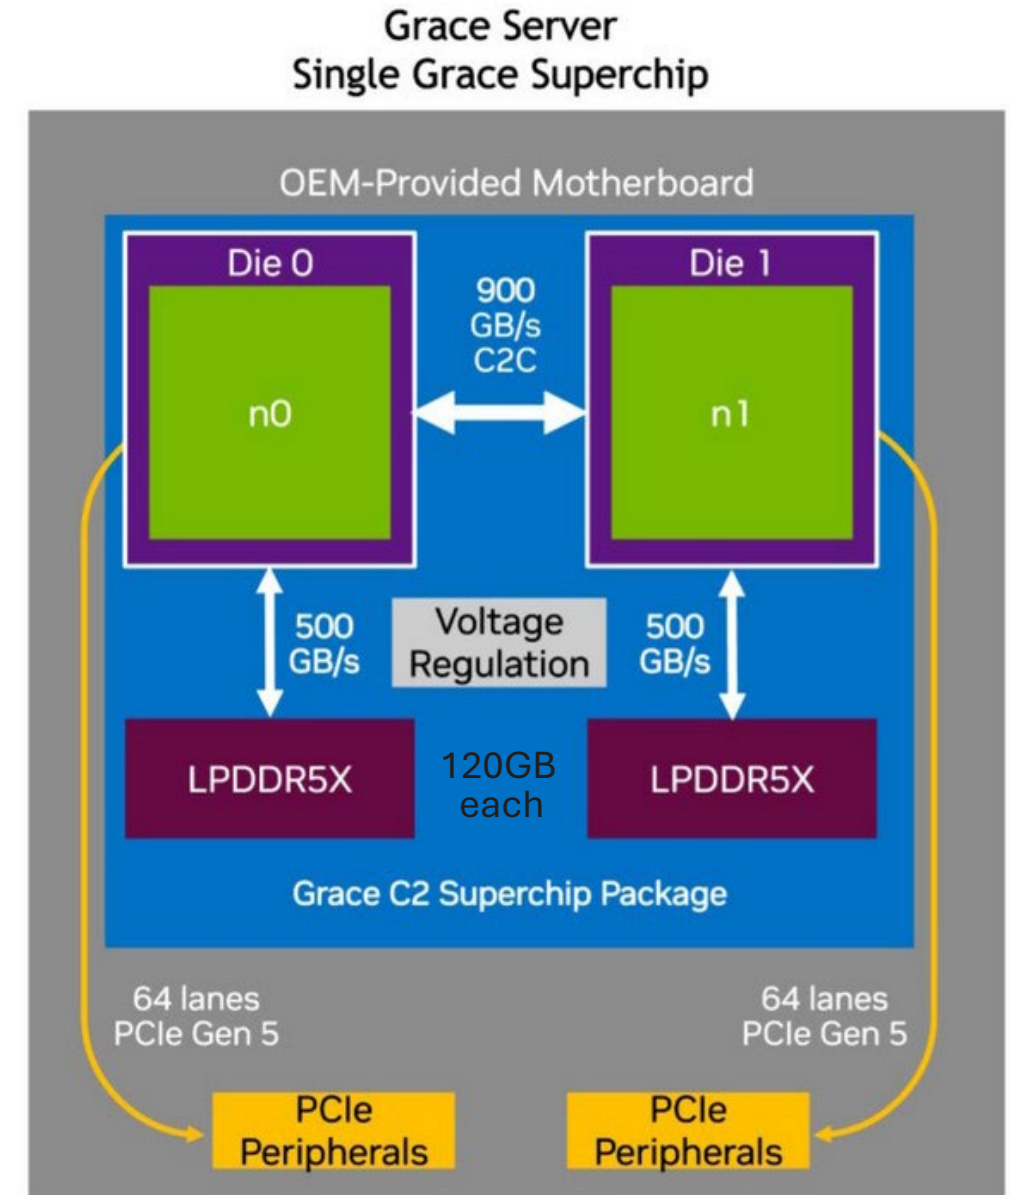 Grace Server
Single Grace Superchip
OEM-Provided Motherboard
Die 0
Die 1
900
GB/s
C2C
n0
n1
500
GB/s
Voltage
Regulation
500
GB/s
LPDDR5X
120GB
each
LPDDR5X
Grace C2 Superchip Package
64 lanes
PCIe Gen 5
64 lanes
PCIe Gen 5
PCIe
Peripherals
PCIe
Peripherals